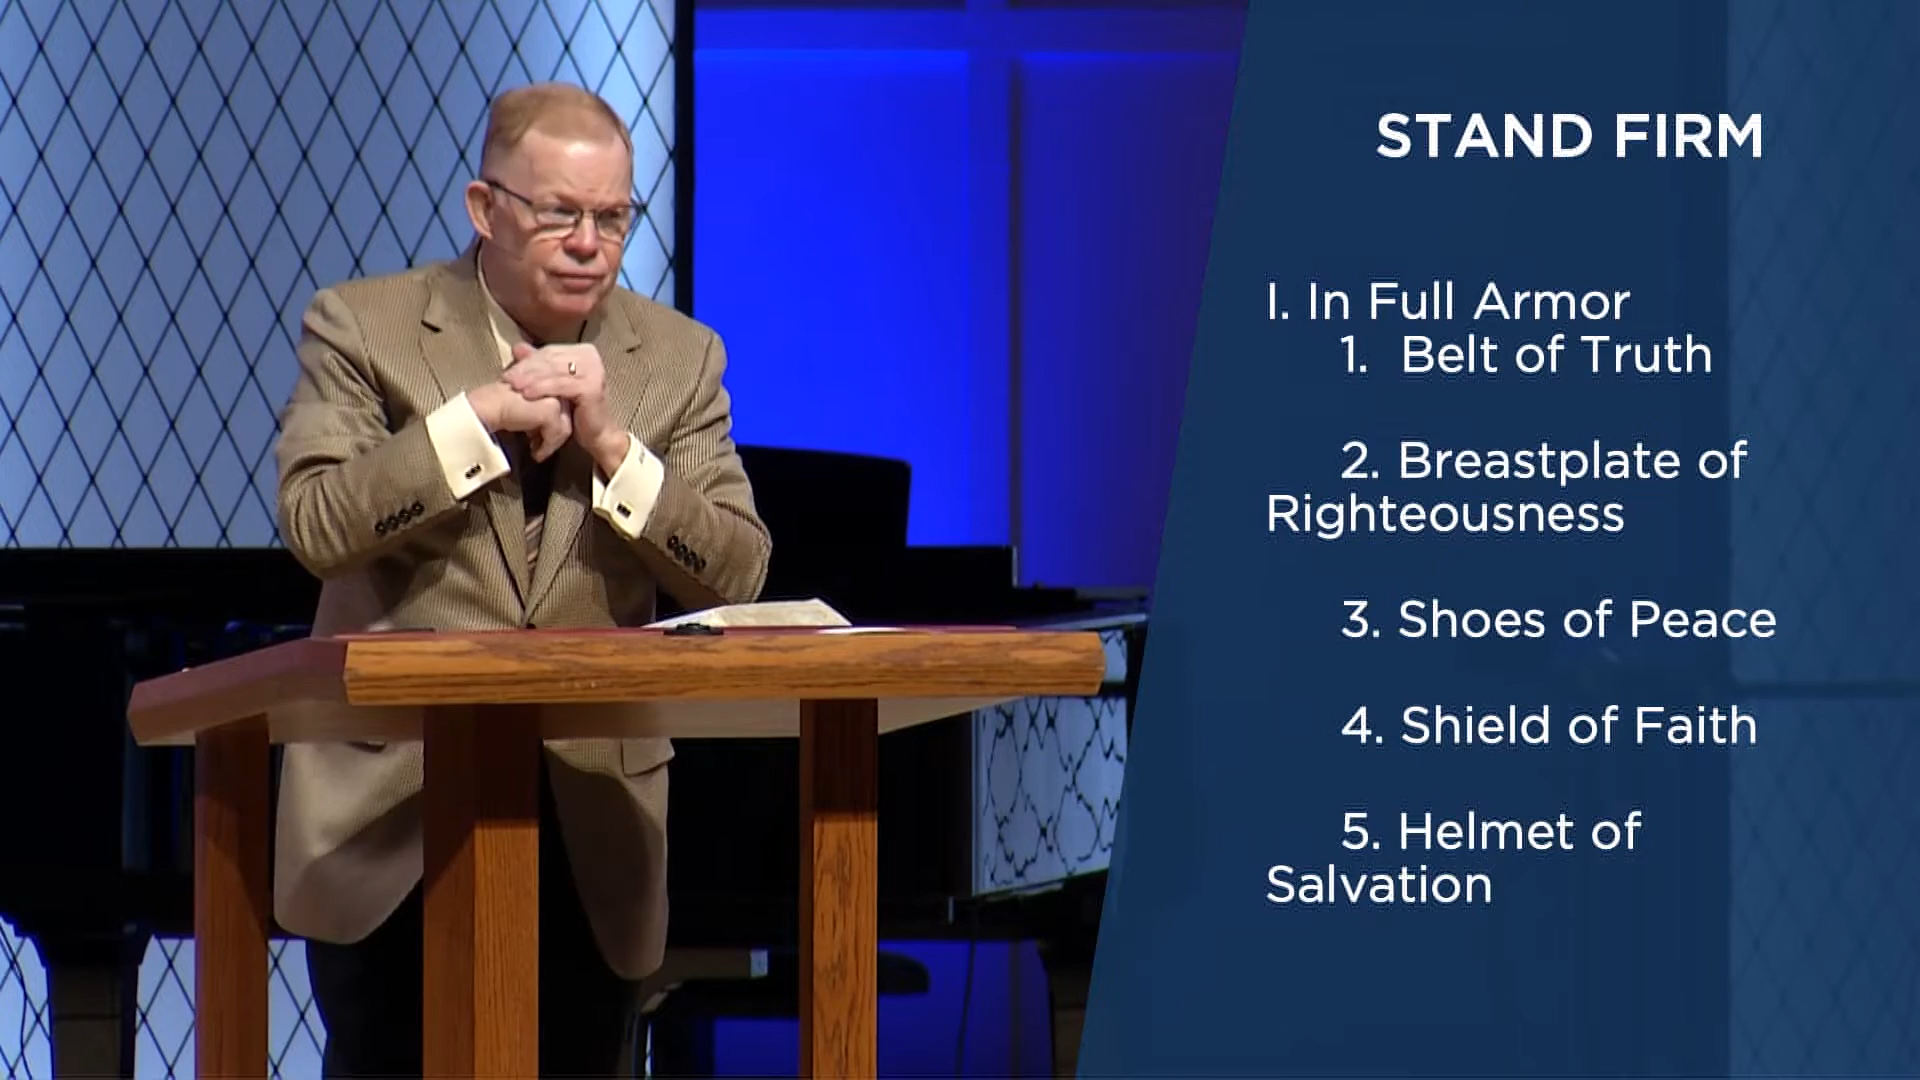 STAND FIRM
I. In Full Armor
1. Belt of Truth
2. Breastplate of
Righteousness
3. Shoes of Peace
4. Shield of Faith
5. Helmet of
Salvation